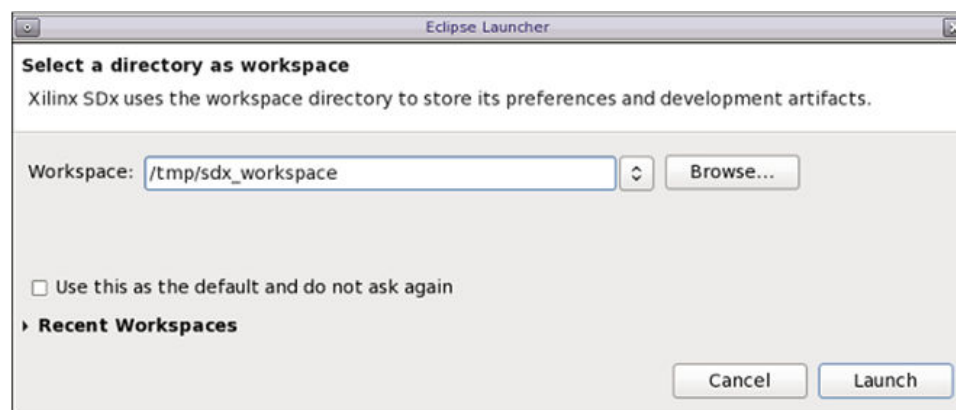 Eclipse Launcher
Select a directory as workspace
Xilinx SDx uses the workspace directory to store its preferences and development artifacts.
Workspace: /tmp/sdx_workspace Browse...
Use this as the default and do not ask again
Recent Workspaces
Cancel Launch